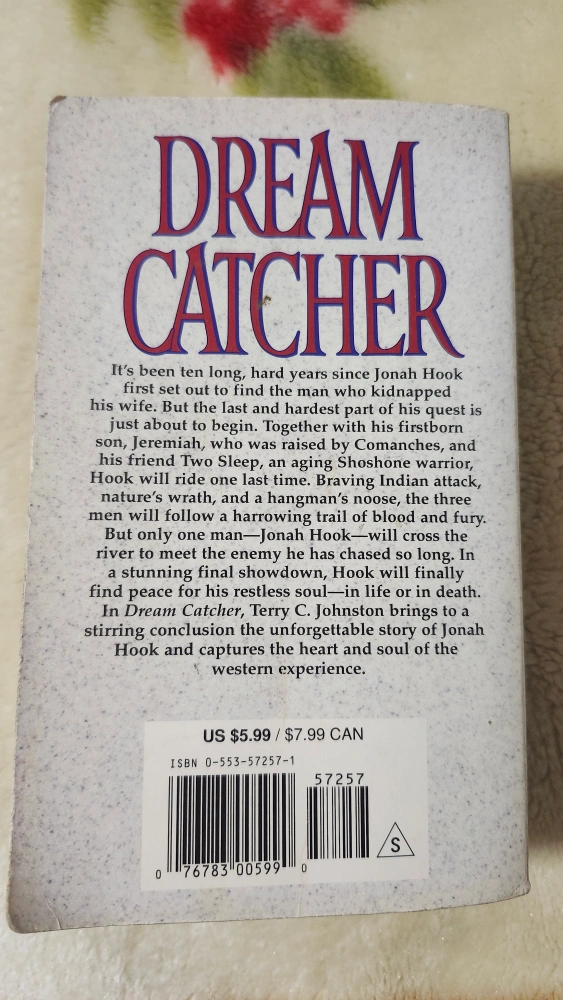 DREAM
CATCHER
It's been ten long, hard years since Jonah Hook
first set out to find the man who kidnapped
his wife. But the last and hardest part of his quest is
just about to begin. Together with his firstborn
son, Jeremiah, who was raised by Comanches, and
his friend Two Sleep, an aging Shoshone warrior,
Hook will ride one last time. Braving Indian attack,
nature's wrath, and a hangman's noose, the three
men will follow a harrowing trail of blood and fury.
But only one man—Jonah Hook—will cross the
river to meet the enemy he has chased so long. In
a stunning final showdown, Hook will finally
find peace for his restless soul—in life or in death.
In Dream Catcher, Terry C. Johnston brings to a
stirring conclusion the unforgettable story of Jonah
Hook and captures the heart and soul of the
western experience.
US $5.99 / $7.99 CAN
ISBN 0-553-57257-1
57257
S
0 76783 00599 0